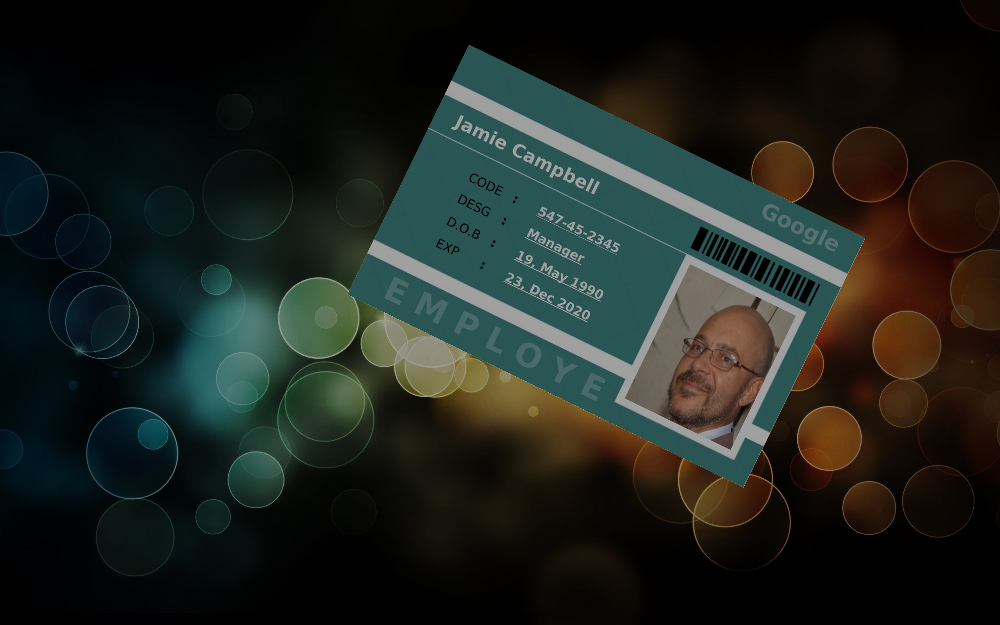 Google
Jamie Campbell
CODE : 547-45-2345
DESG : Manager
D.O.B : 19, May 1990
EXP : 23, Dec 2020
EMPLOYE